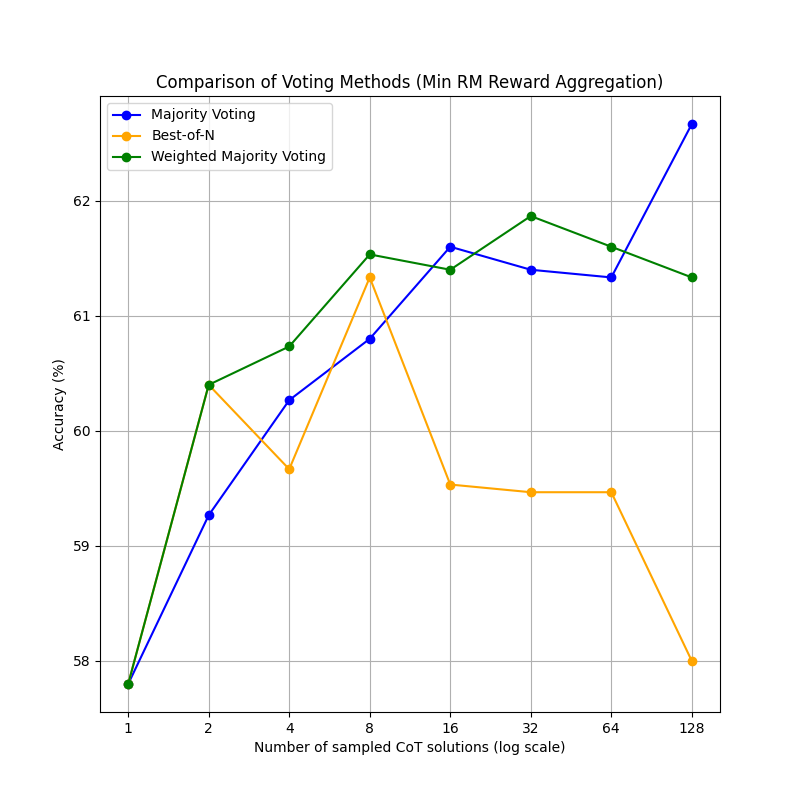 Comparison of Voting Methods (Min RM Reward Aggregation)
Majority Voting
Best-of-N
Weighted Majority Voting
62
61
60
59
58
Accuracy (%)
1 2 4 8 16 32 64 128
Number of sampled CoT solutions (log scale)